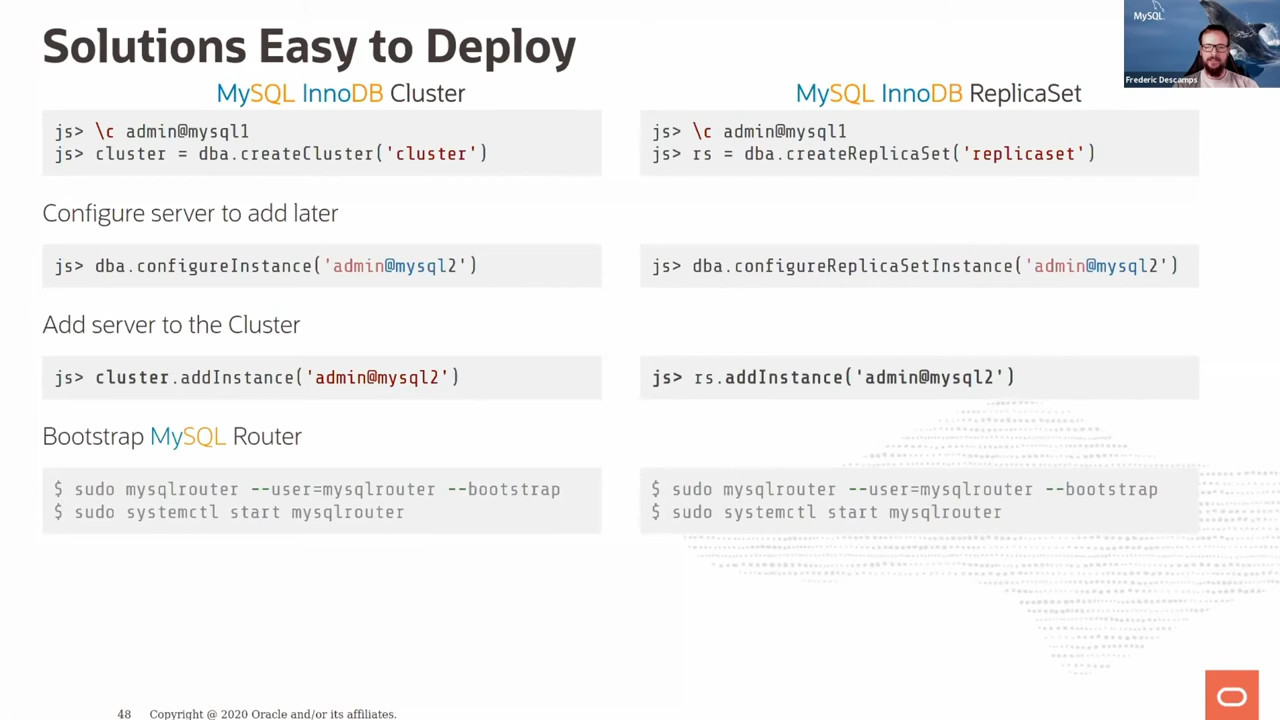 Solutions Easy to Deploy
MySQL
Frederic Descamps
MySQL InnoDB Cluster
js> \c admin@mysql1
js> cluster = dba.createCluster('cluster')
MySQL InnoDB ReplicaSet
js> \c admin@mysql1
js> rs = dba.createReplicaSet('replicaset')
Configure server to add later
js> dba.configureInstance('admin@mysql2')
js> dba.configureReplicaSetInstance('admin@mysql2')
Add server to the Cluster
js> cluster.addInstance('admin@mysql2')
js> rs.addInstance('admin@mysql2')
Bootstrap MySQL Router
$ sudo mysqlrouter --user=mysqlrouter --bootstrap
$ sudo systemctl start mysqlrouter
$ sudo mysqlrouter --user=mysqlrouter --bootstrap
$ sudo systemctl start mysqlrouter
48 Copyright @ 2020 Oracle and/or its affiliates.